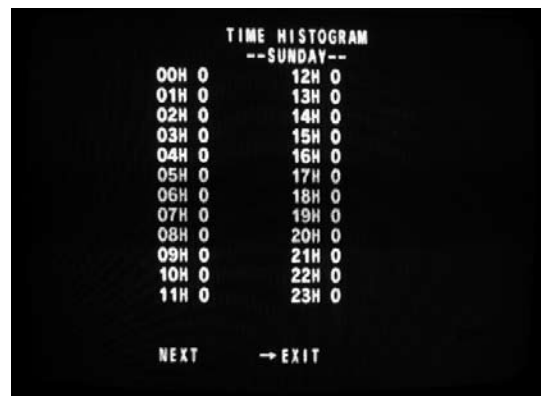 TIME HISTOGRAM
--SUNDAY--
00H 0 12H 0
01H 0 13H 0
02H 0 14H 0
03H 0 15H 0
04H 0 16H 0
05H 0 17H 0
06H 0 18H 0
07H 0 19H 0
08H 0 20H 0
09H 0 21H 0
10H 0 22H 0
11H 0 23H 0
NEXT →EXIT